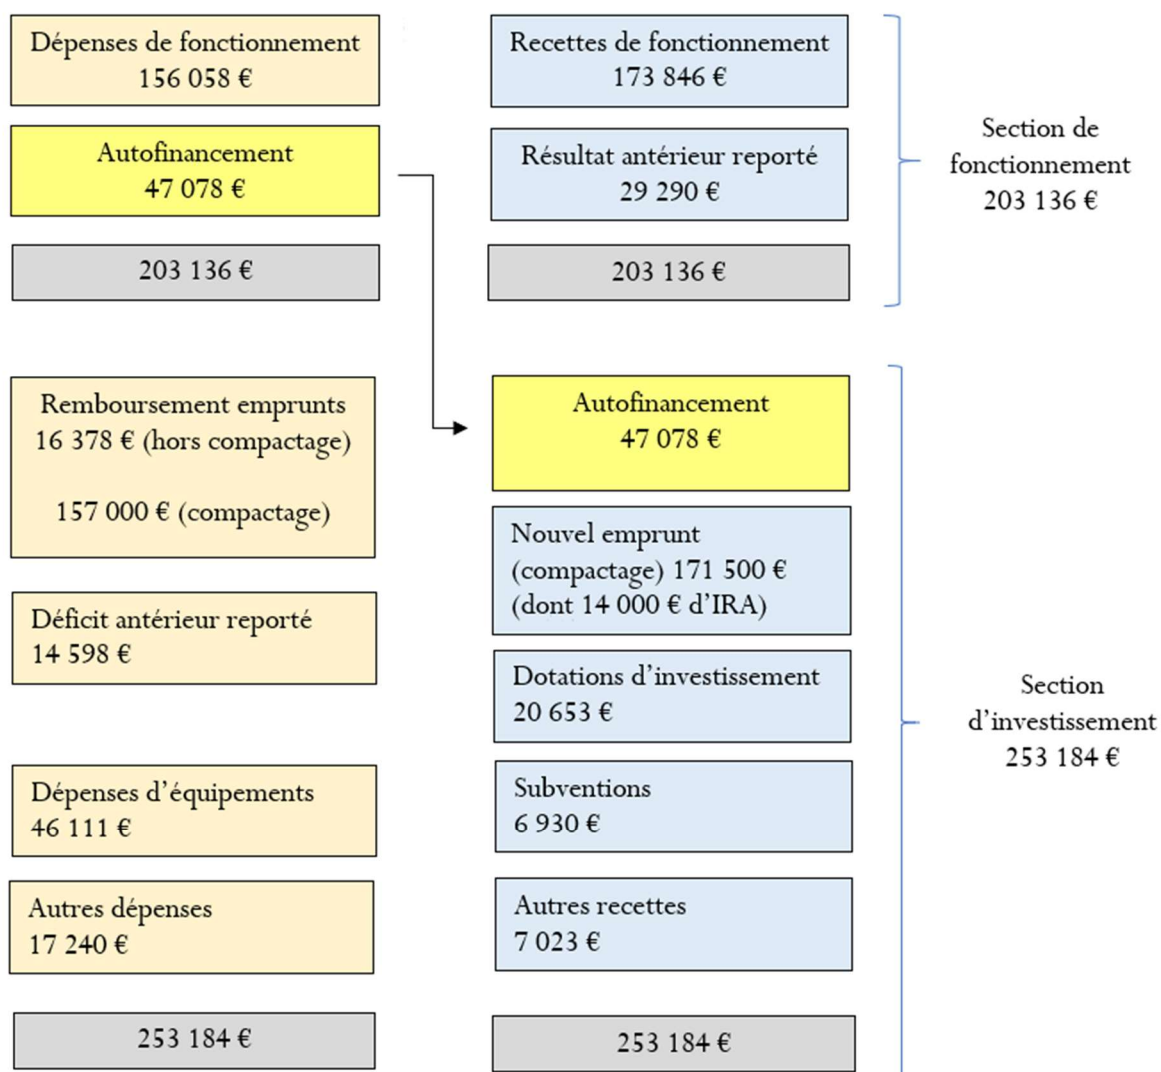 Dépenses de fonctionnement
156 058 €
Recettes de fonctionnement
173 846 €
Autofinancement
47 078 €
Résultat antérieur reporté
29 290 €
Section de
fonctionnement
203 136 €
203 136 €
203 136 €
Remboursement emprunts
16 378 € (hors compactage)
157 000 € (compactage)
Autofinancement
47 078 €
Nouvel emprunt
(compactage) 171 500 €
(dont 14 000 € d’IRA)
Déficit antérieur reporté
14 598 €
Dotations d’investissement
20 653 €
Section
d’investissement
253 184 €
Dépenses d’équipements
46 111 €
Subventions
6 930 €
Autres dépenses
17 240 €
Autres recettes
7 023 €
253 184 €
253 184 €